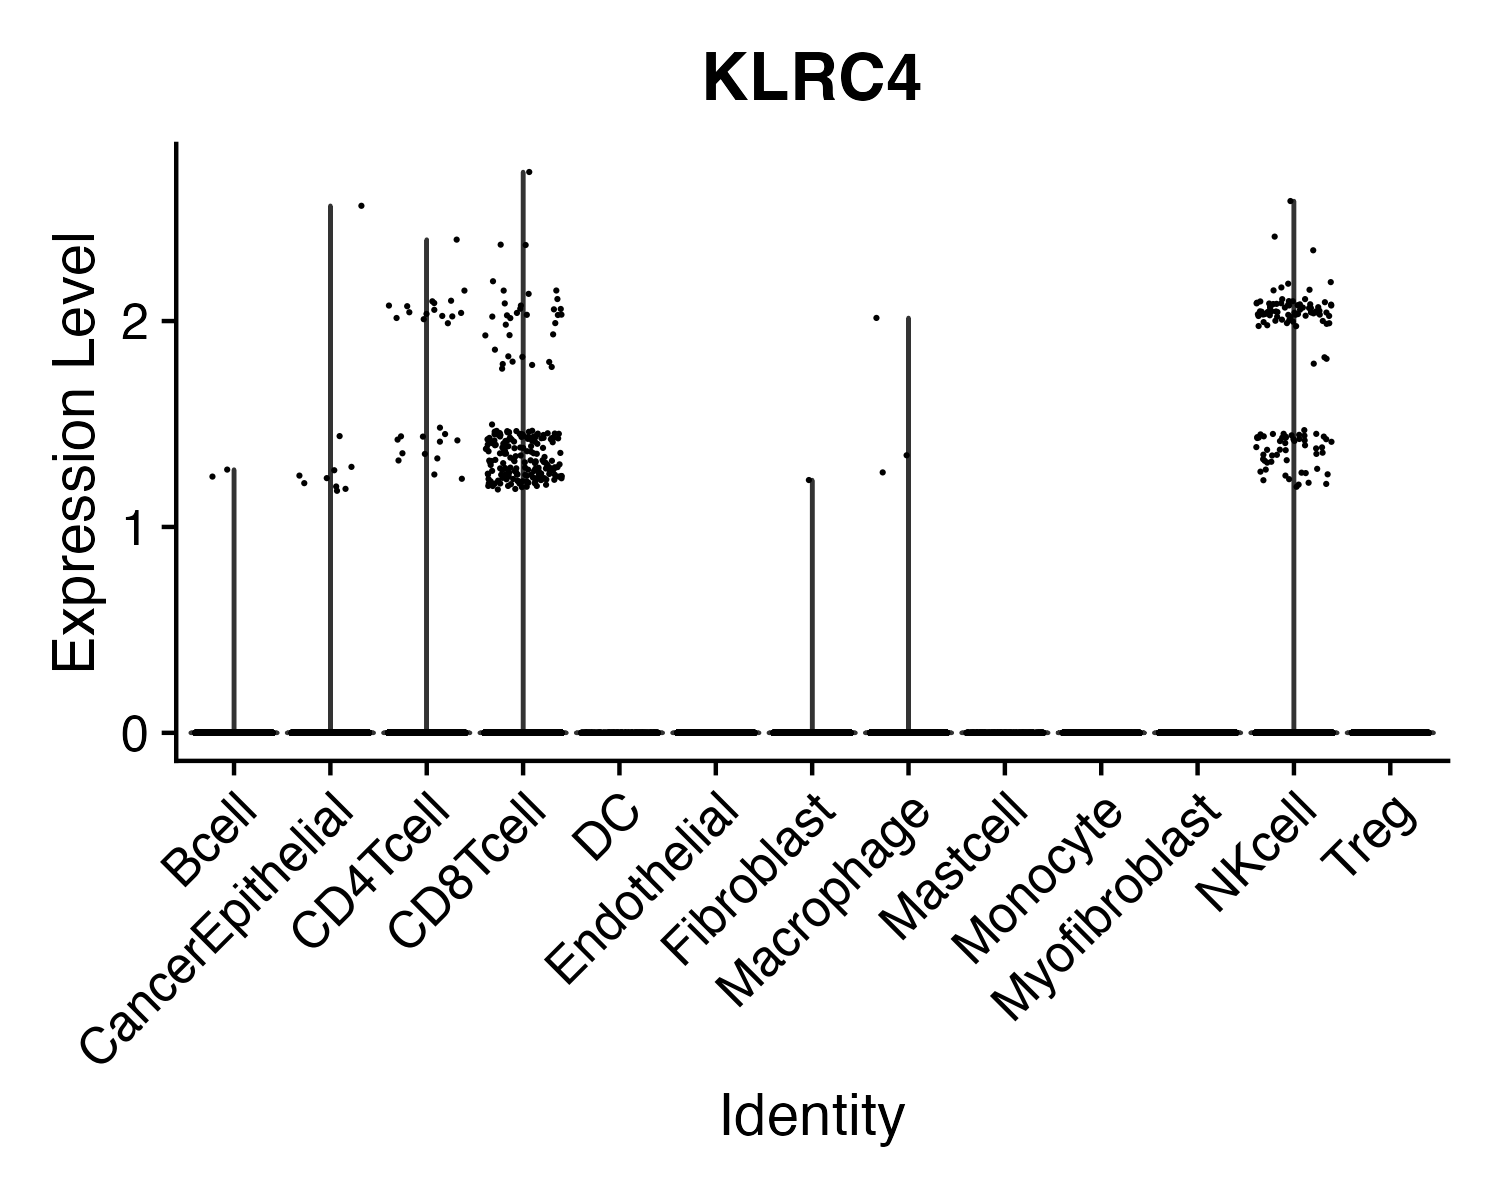 KLRC4
Expression Level
2
1
0
Bcell
CancerEpithelial
CD4Tcell
CD8Tcell
DC
Endothelial
Fibroblast
Macrophage
Mastcell
Monocyte
Myofibroblast
NKcell
Treg
Identity